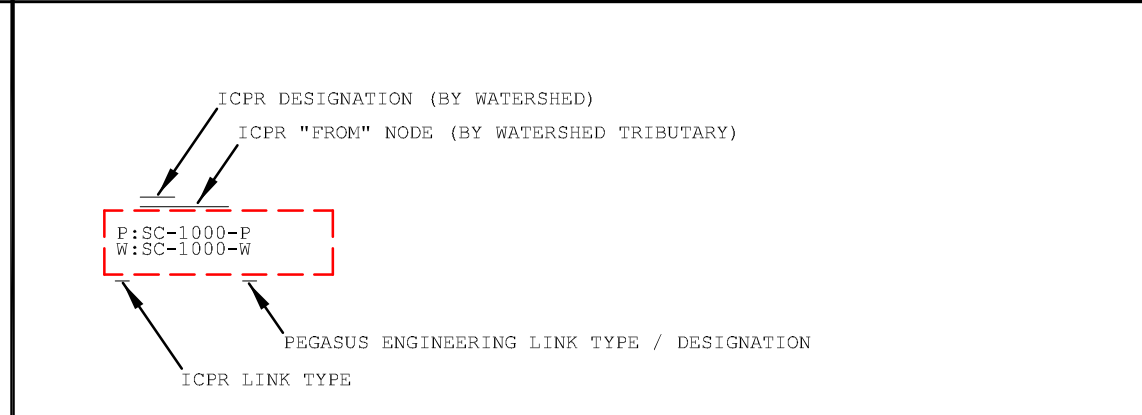 ICPR DESIGNATION (BY WATERSHED)
ICPR "FROM" NODE (BY WATERSHED TRIBUTARY)
P:SC-1000-P
W:SC-1000-W
PEGASUS ENGINEERING LINK TYPE / DESIGNATION
ICPR LINK TYPE